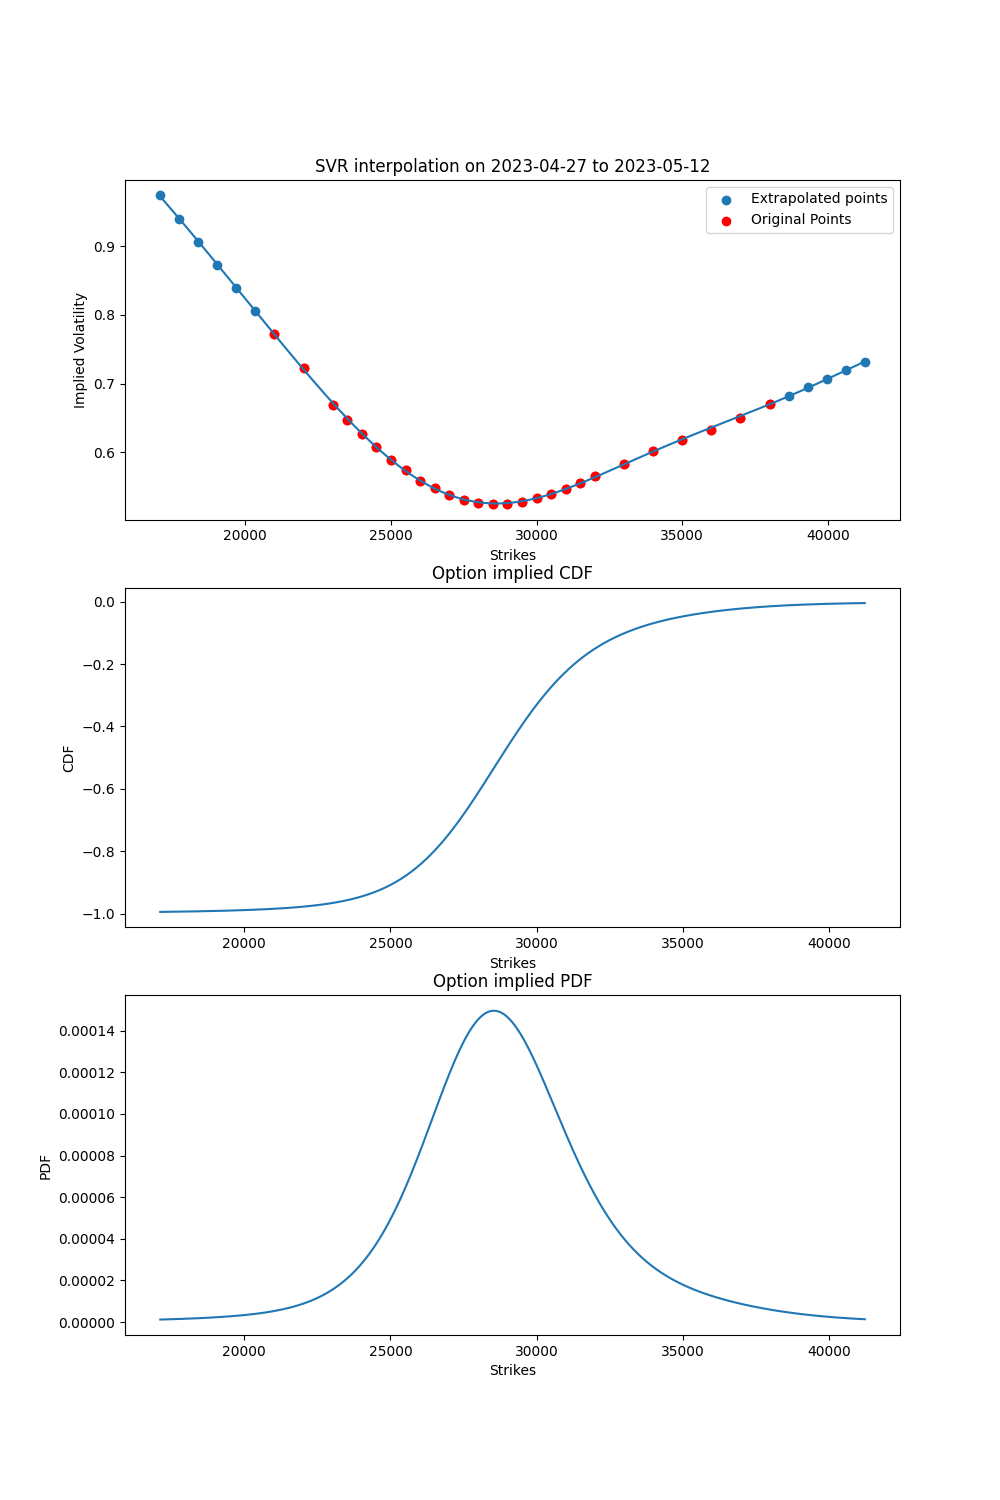 SVR interpolation on 2023-04-27 to 2023-05-12
Extrapolated points
Original Points
0.9
0.8
0.7
0.6
Implied Volatility
20000 25000 30000 35000 40000
Strikes
Option implied CDF
0.0
−0.2
−0.4
−0.6
−0.8
−1.0
CDF
20000 25000 30000 35000 40000
Strikes
Option implied PDF
0.00014
0.00012
0.00010
0.00008
0.00006
0.00004
0.00002
0.00000
PDF
20000 25000 30000 35000 40000
Strikes